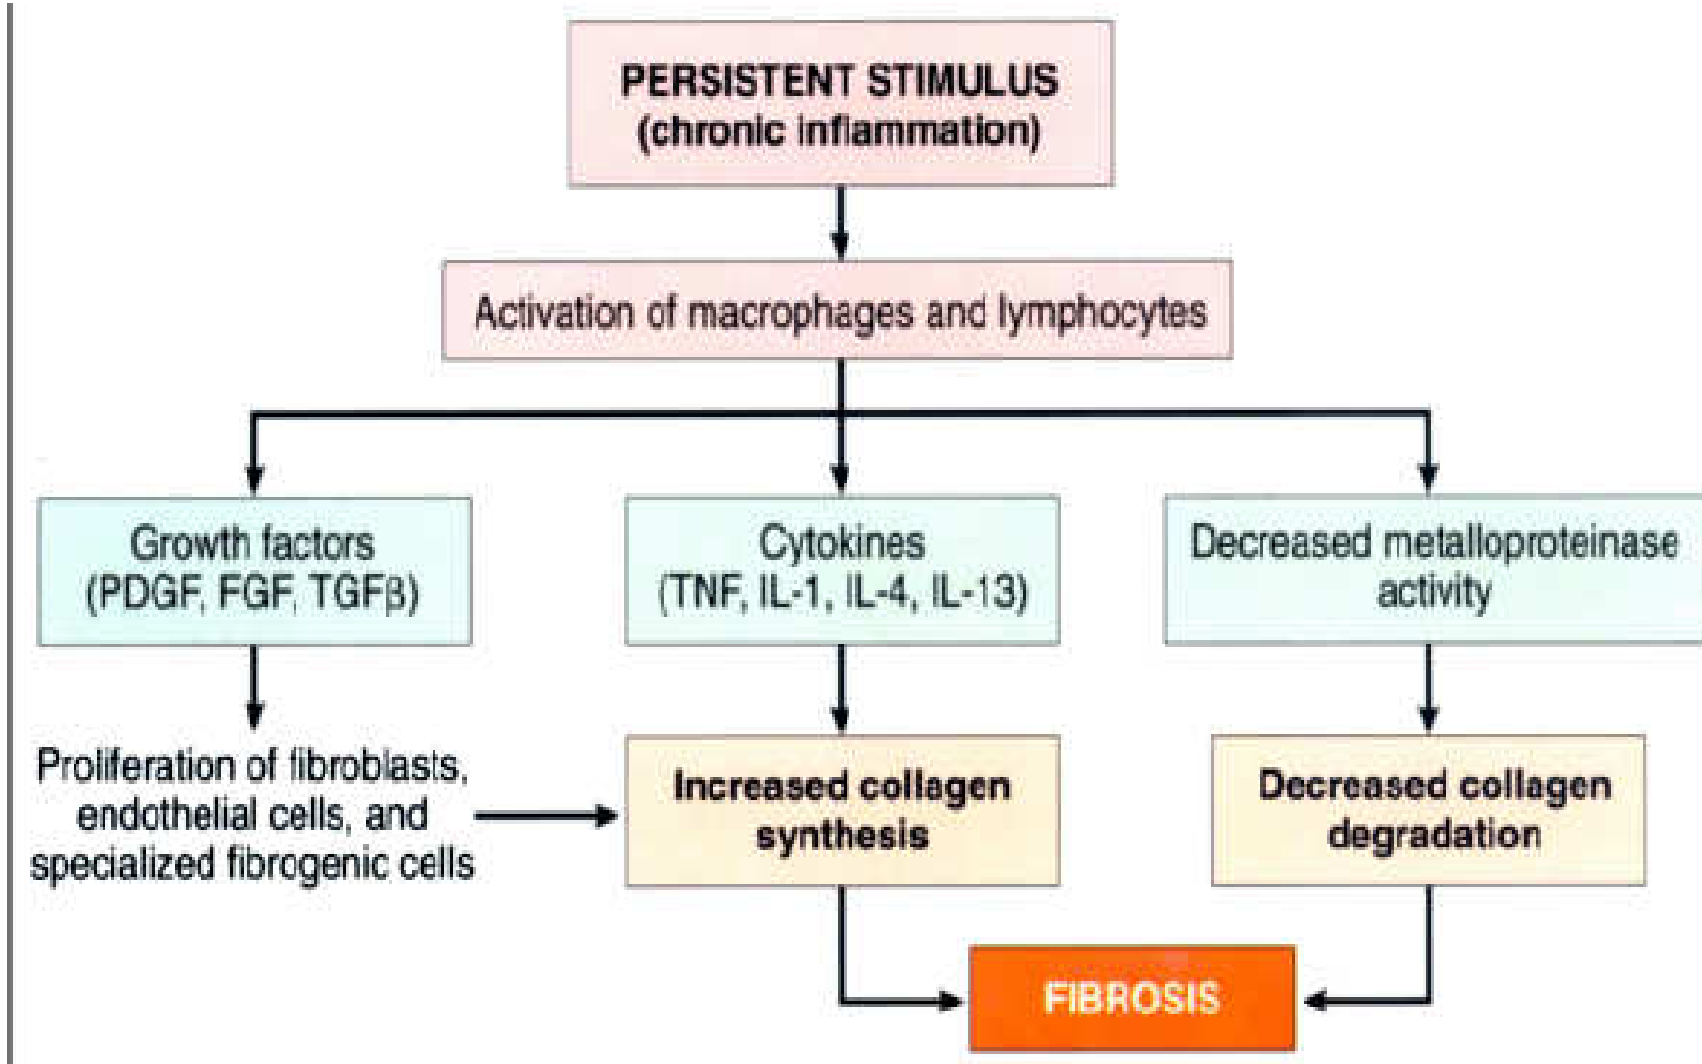 PERSISTENT STIMULUS
(chronic inflammation)
Activation of macrophages and lymphocytes
Growth factors
(PDGF, FGF, TGFβ)
Cytokines
(TNF, IL-1, IL-4, IL-13)
Decreased metalloproteinase
activity
Proliferation of fibroblasts,
endothelial cells, and
specialized fibrogenic cells
Increased collagen
synthesis
Decreased collagen
degradation
FIBROSIS